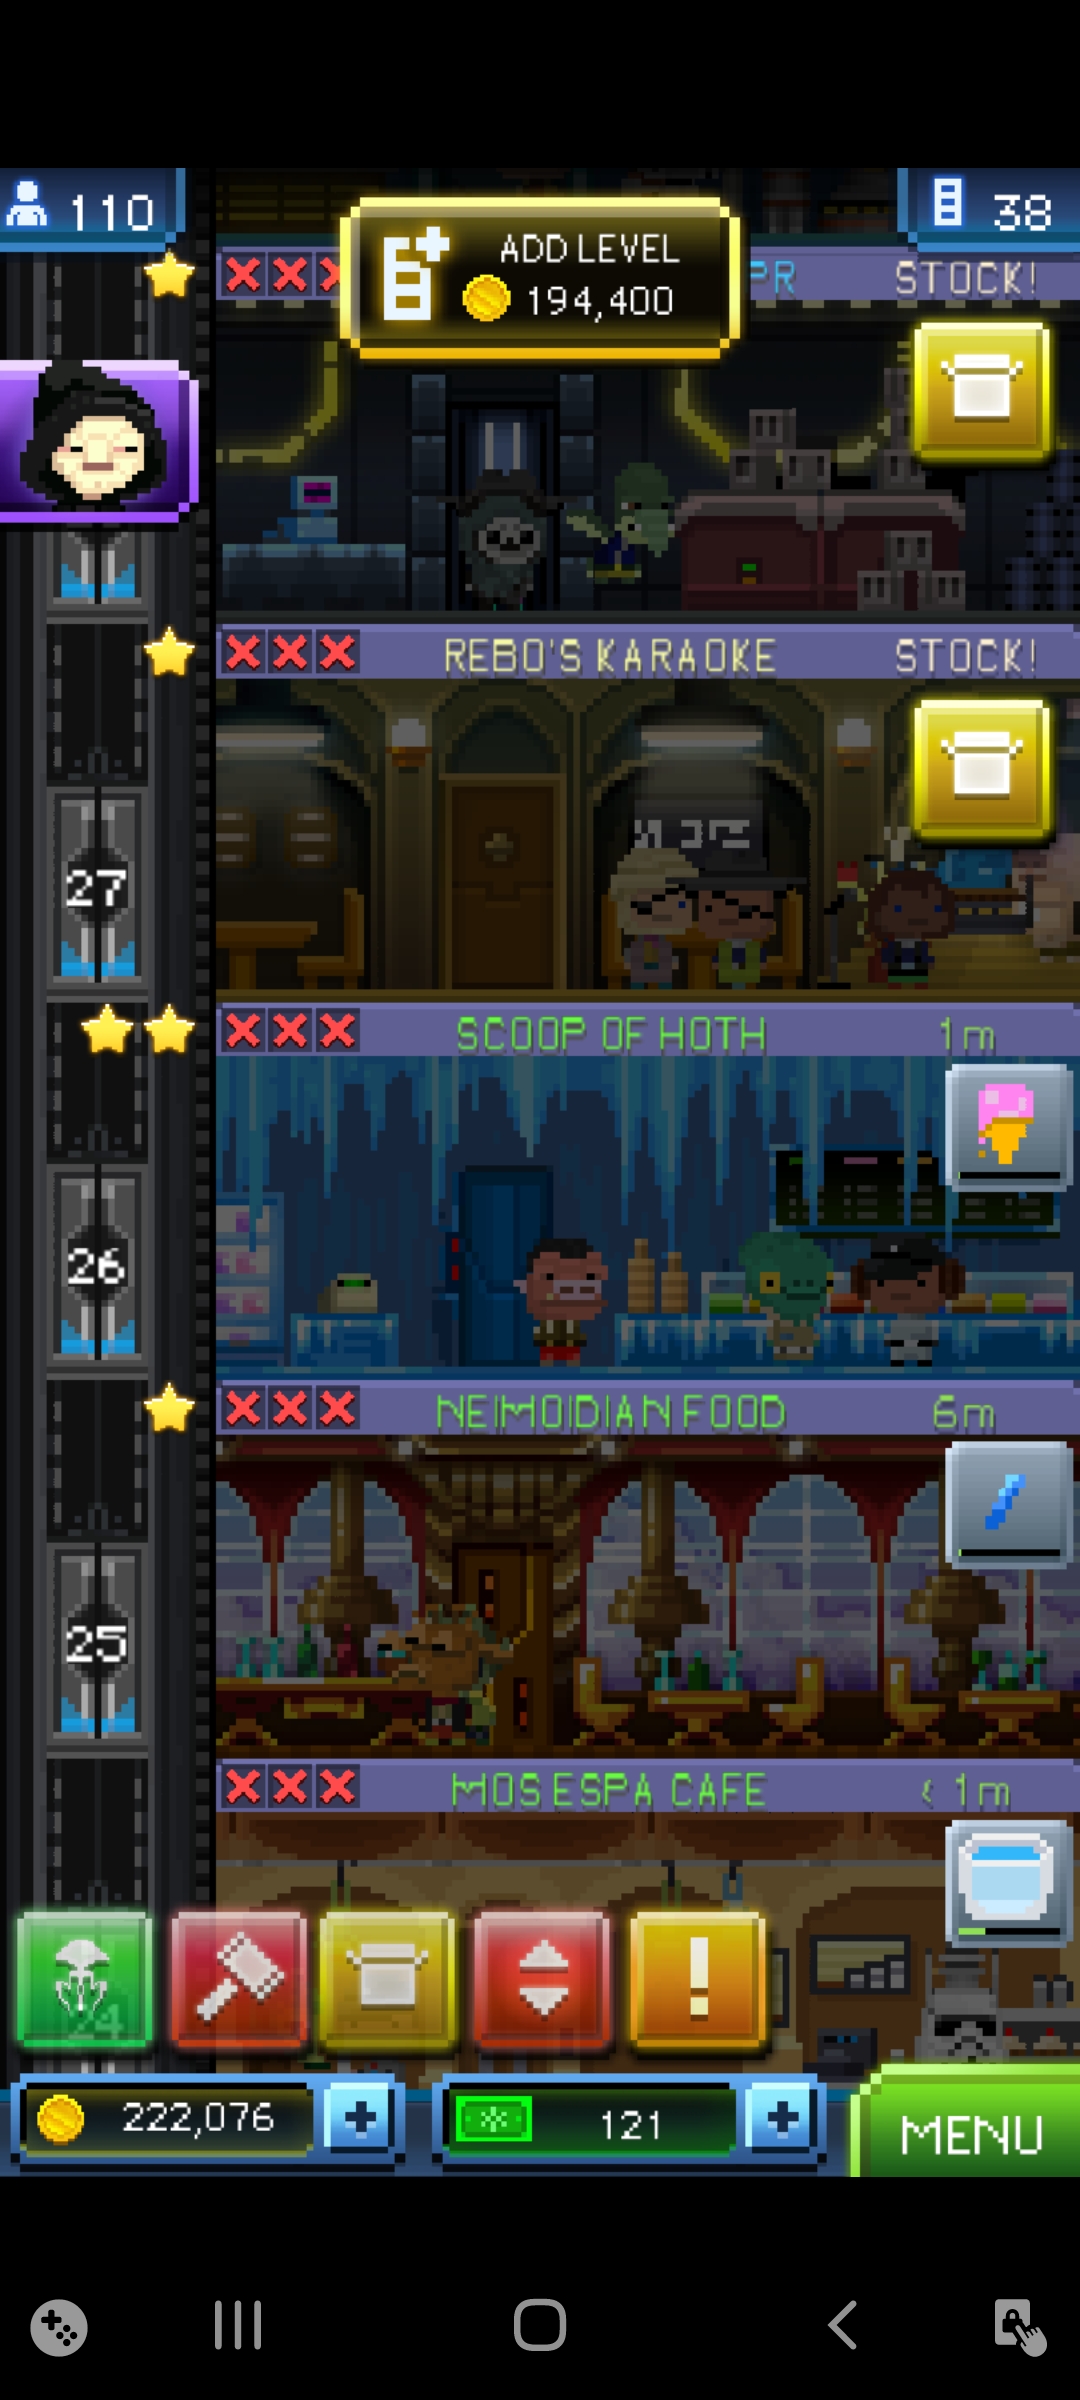 110
ADD LEVEL
194,400
38
PR STOCK!
REBO'S KARAOKE STOCK!
27
SCOOP OF HOTH 1m
26
NEIMOIDIAN FOOD 6m
25
MOS ESPA CAFE < 1m
24
222,076 + 121 + MENU